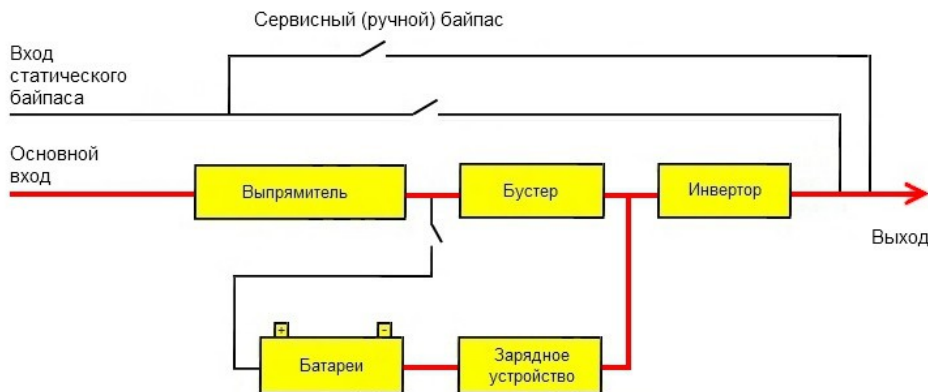 Сервисный (ручной) байпас
Вход
статического
байпаса
Основной
вход
Выпрямитель
Бустер
Инвертор
Выход
+
-
Батареи
Зарядное
устройство